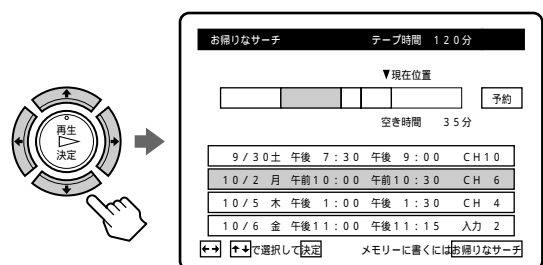 お帰りなサーチ テープ時間 120分
▼現在位置
予約
空き時間 35分
再生
決定
9/30土 午後 7:30 午後 9:00 CH10
10/2 月 午前10:00 午前10:30 CH 6
10/5 木 午後 1:00 午後 1:30 CH 4
10/6 金 午後11:00 午後11:15 入力 2
←→ ↑↓で選択して決定 メモリーに書くにはお帰りなサーチ